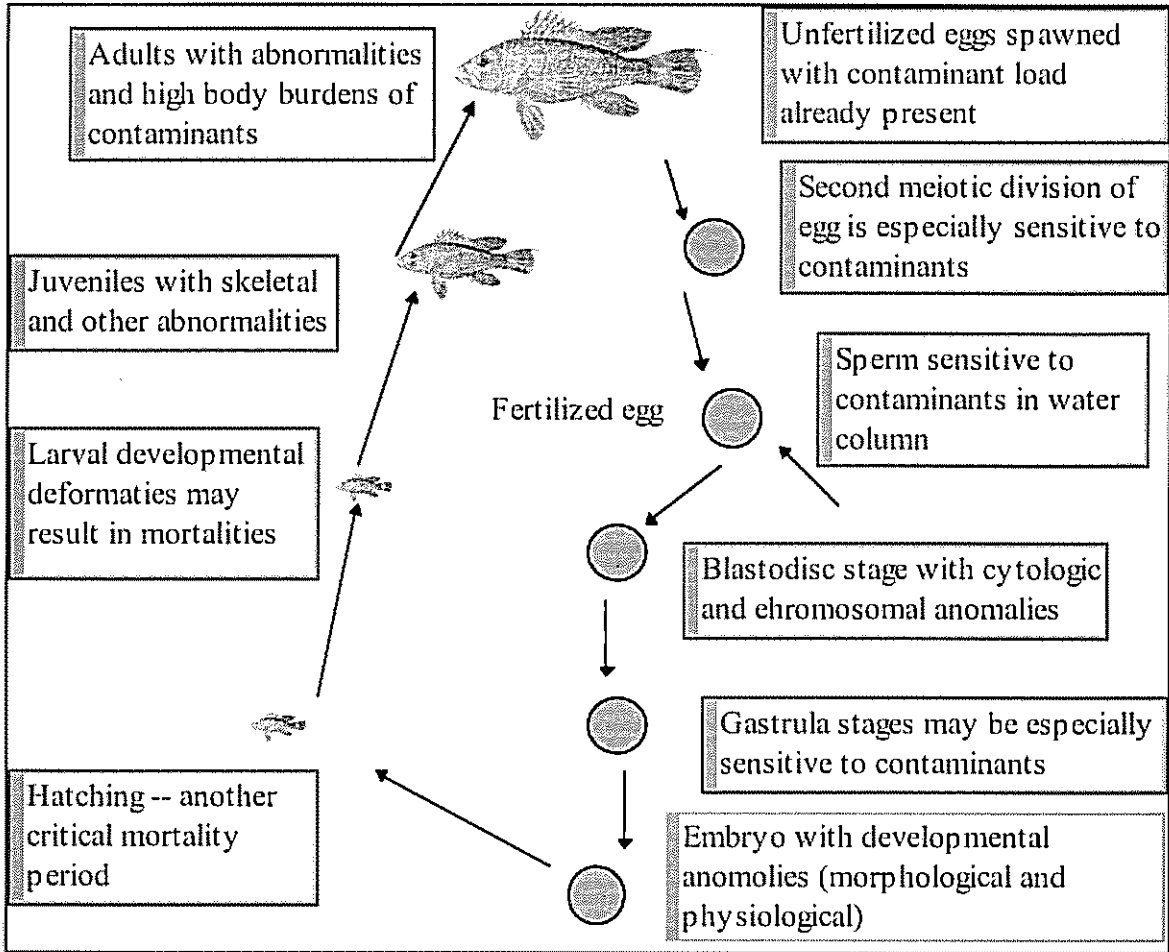 Adults with abnormalities
and high body burdens of
contaminants
Unfertilized eggs spawned
with contaminant load
already present
Second meiotic division of
egg is especially sensitive to
contaminants
Juveniles with skeletal
and other abnormalities
Sperm sensitive to
contaminants in water
column
Fertilized egg
Larval developmental
deformaties may
result in mortalities
Blastodisc stage with cytologic
and ehromosomal anomalies
Gastrula stages may be especially
sensitive to contaminants
Hatching -- another
critical mortality
period
Embryo with developmental
anomolies (morphological and
physiological)